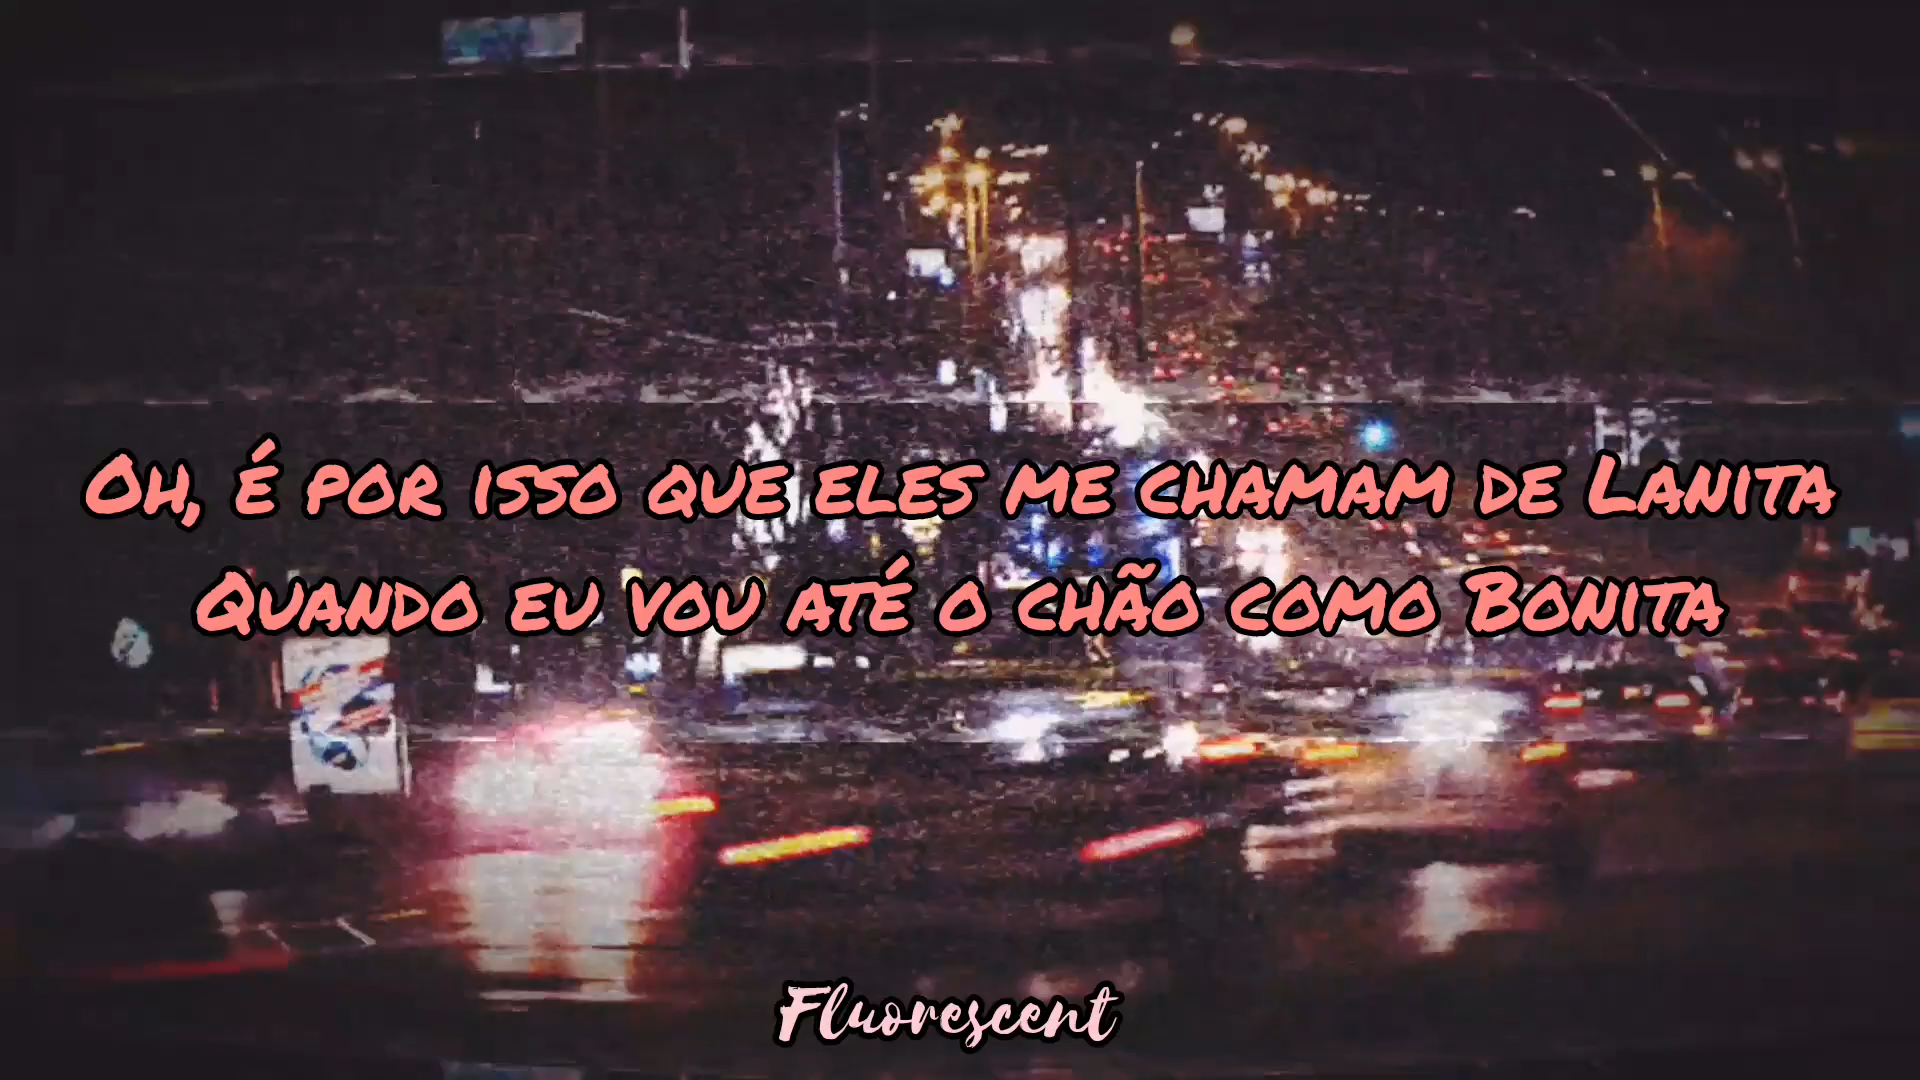 Oh, é por isso que eles me chamam de Lanita
Quando eu vou até o chão como Bonita
Fluorescent